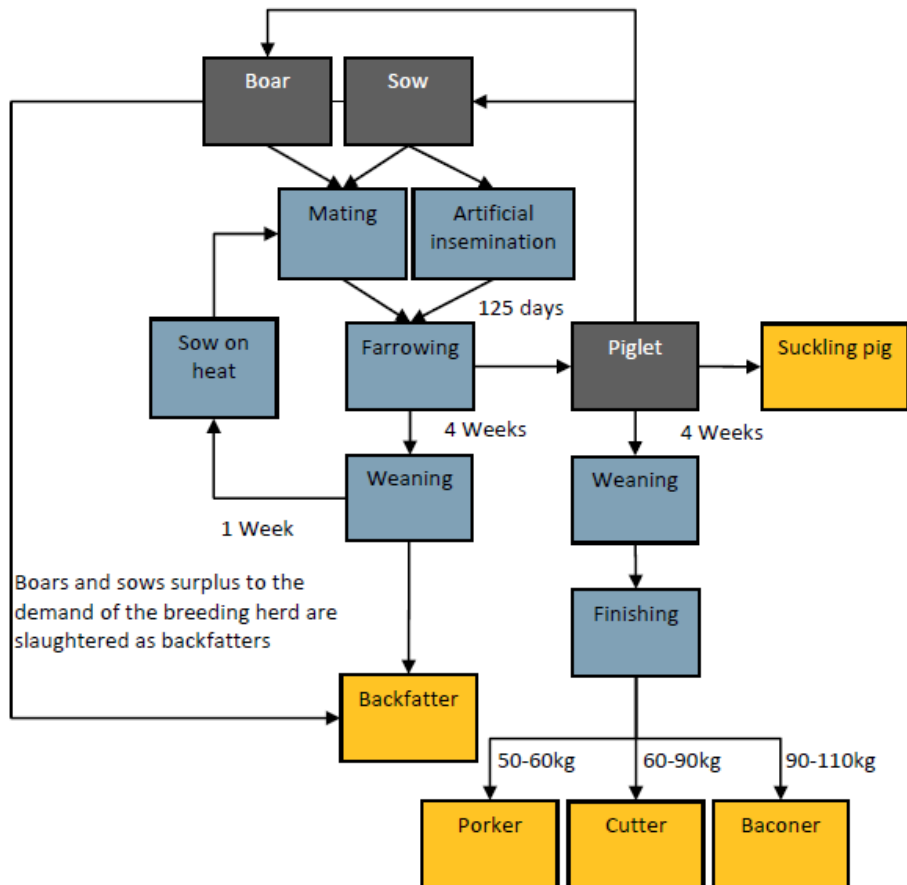 Boar
Sow
Mating
Artificial
insemination
125 days
Sow on
heat
Farrowing
Piglet
Suckling pig
4 Weeks
4 Weeks
Weaning
Weaning
1 Week
Boars and sows surplus to the
demand of the breeding herd are
slaughtered as backfatters
Finishing
Backfatter
50-60kg
60-90kg
90-110kg
Porker
Cutter
Baconer